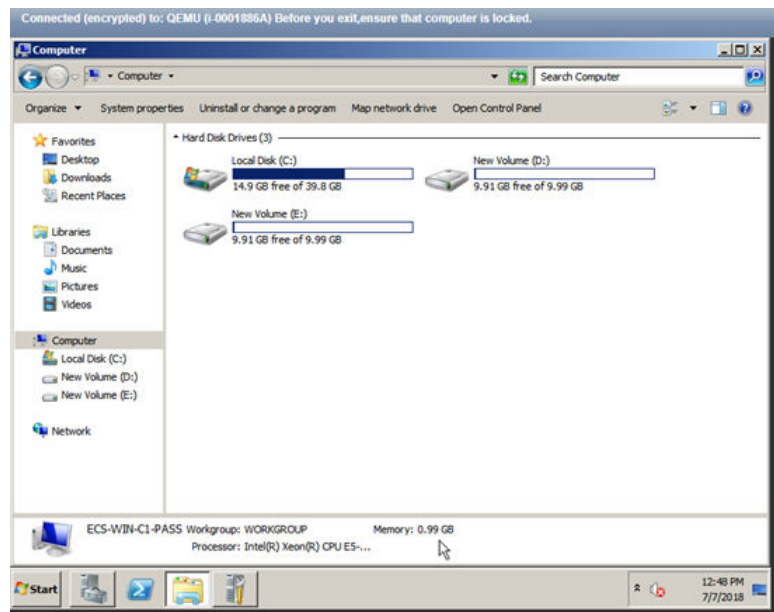 Connected (encrypted) to: QEMU (i-0001886A) Before you exit,ensure that computer is locked.
Computer
Computer
Search Computer
Organize System properties Uninstall or change a program Map network drive Open Control Panel
Favorites
Desktop
Downloads
Recent Places
Libraries
Documents
Music
Pictures
Videos
Computer
Local Disk (C:)
New Volume (D:)
New Volume (E:)
Network
Hard Disk Drives (3)
Local Disk (C:)
14.9 GB free of 39.8 GB
New Volume (D:)
9.91 GB free of 9.99 GB
New Volume (E:)
9.91 GB free of 9.99 GB
ECS-WIN-C1-PASS Workgroup: WORKGROUP Memory: 0.99 GB
Processor: Intel(R) Xeon(R) CPU E5-...
Start
12:48 PM
7/7/2018